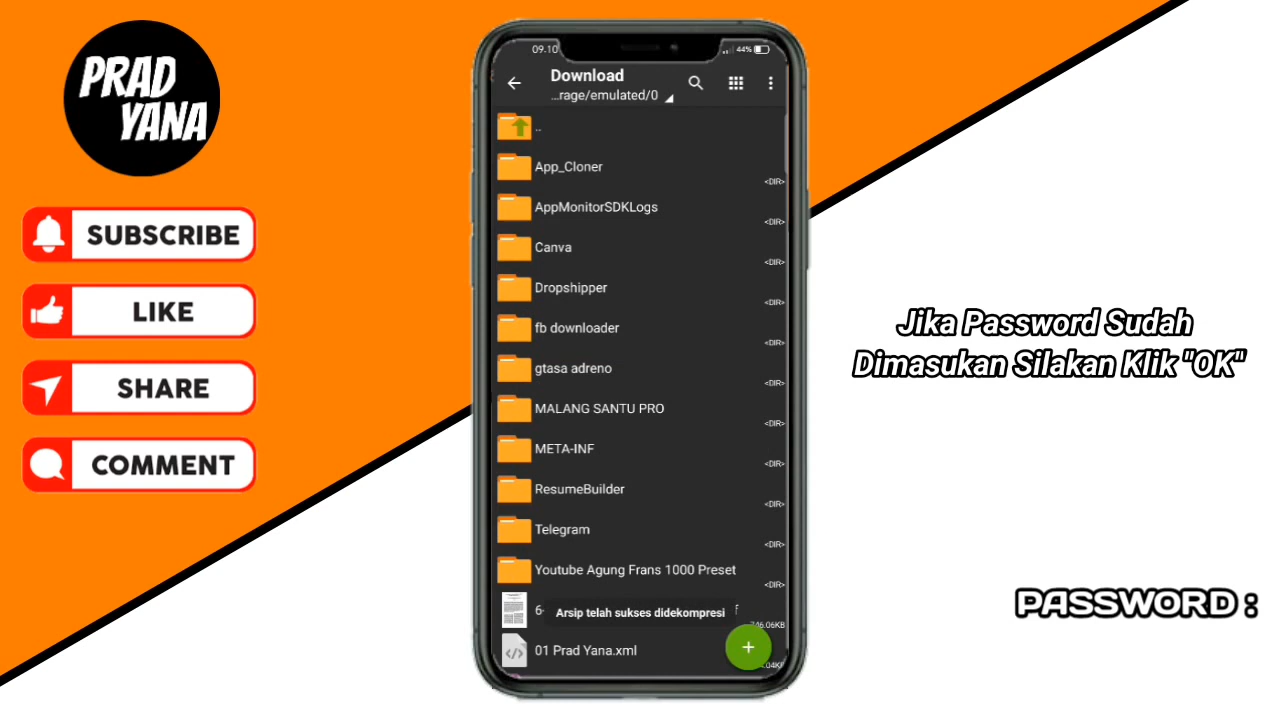 PRAD
YANA
SUBSCRIBE
LIKE
SHARE
COMMENT
09.10
44%
Download
...rage/emulated/0
..
App_Cloner
<DIR>
AppMonitorSDKLogs
<DIR>
Canva
<DIR>
Dropshipper
<DIR>
fb downloader
<DIR>
gtasa adreno
<DIR>
MALANG SANTU PRO
<DIR>
META-INF
<DIR>
ResumeBuilder
<DIR>
Telegram
<DIR>
Youtube Agung Frans 1000 Preset
<DIR>
Arsip telah sukses didekompresi
01 Prad Yana.xml
Jika Password Sudah
Dimasukan Silakan Klik "OK"
PASSWORD :